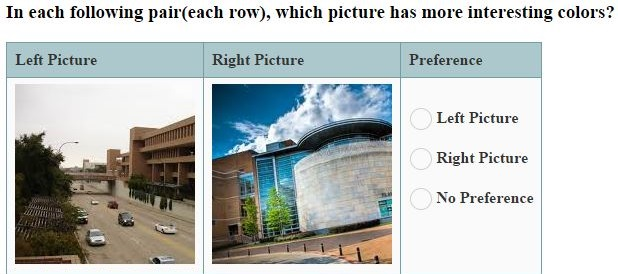 In each following pair(each row), which picture has more interesting colors?
Left Picture
Right Picture
Preference
Left Picture
Right Picture
No Preference